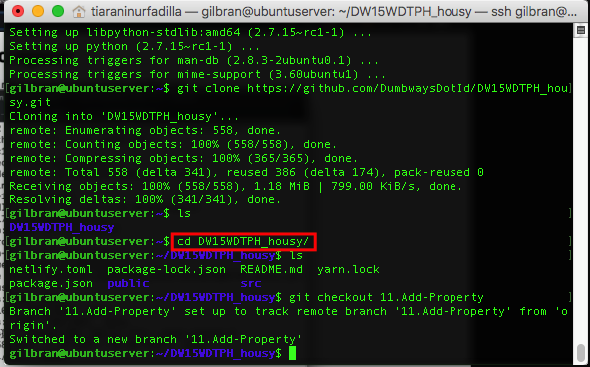 tiaraninurfadilla — gilbran@ubuntuserver: ~/DW15WDTPH_housy — ssh gilbran@...
Setting up libpython-stdlib:amd64 (2.7.15~rc1-1) ...
Setting up python (2.7.15~rc1-1) ...
Processing triggers for man-db (2.8.3-2ubuntu0.1) ...
Processing triggers for mime-support (3.60ubuntu1) ...
[gilbran@ubuntuserver:~$ git clone https://github.com/DumbwaysDotId/DW15WDTPH_hou]
sy.git
Cloning into 'DW15WDTPH_housy'...
remote: Enumerating objects: 558, done.
remote: Counting objects: 100% (558/558), done.
remote: Compressing objects: 100% (365/365), done.
remote: Total 558 (delta 341), reused 386 (delta 174), pack-reused 0
Receiving objects: 100% (558/558), 1.18 MiB | 799.00 KiB/s, done.
Resolving deltas: 100% (341/341), done.
[gilbran@ubuntuserver:~$ ls ]
DW15WDTPH_housy
[gilbran@ubuntuserver:~$ cd DW15WDTPH_housy/ ]
[gilbran@ubuntuserver:~/DW15WDTPH_housy$ ls ]
netlify.toml package-lock.json README.md yarn.lock
package.json public src
[gilbran@ubuntuserver:~/DW15WDTPH_housy$ git checkout 11.Add-Property ]
Branch '11.Add-Property' set up to track remote branch '11.Add-Property' from 'o
rigin'.
Switched to a new branch '11.Add-Property'
gilbran@ubuntuserver:~/DW15WDTPH_housy$